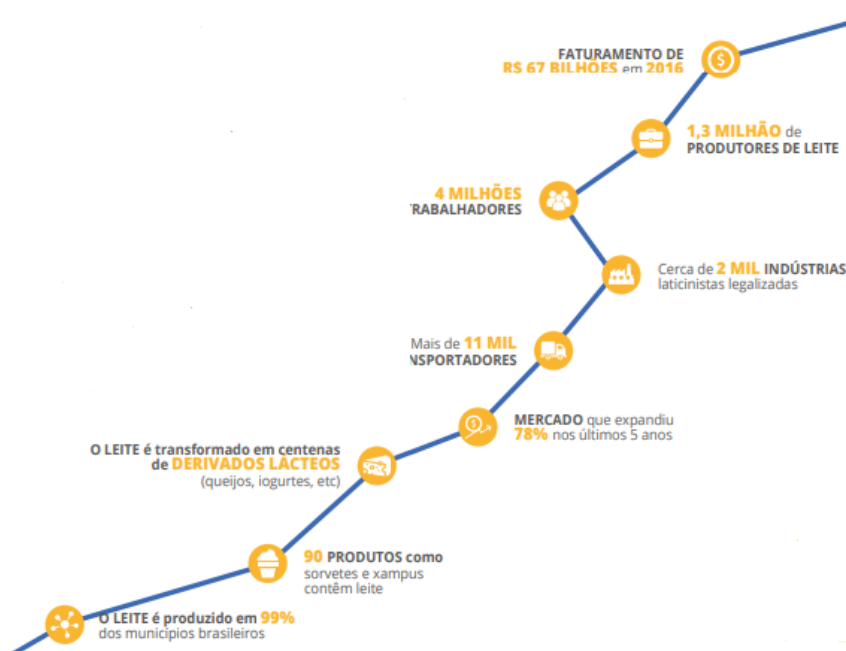 FATURAMENTO DE
R$ 67 BILHÕES em 2016
1,3 MILHÃO de
PRODUTORES DE LEITE
4 MILHÕES
RABALHADORES
Cerca de 2 MIL INDÚSTRIAS
laticinistas legalizadas
Mais de 11 MIL
NSPORTADORES
MERCADO que expandiu
78% nos últimos 5 anos
O LEITE é transformado em centenas
de DERIVADOS LÁCTEOS
(queijos, iogurtes, etc)
90 PRODUTOS como
sorvetes e xampus
contêm leite
O LEITE é produzido em 99%
dos municípios brasileiros